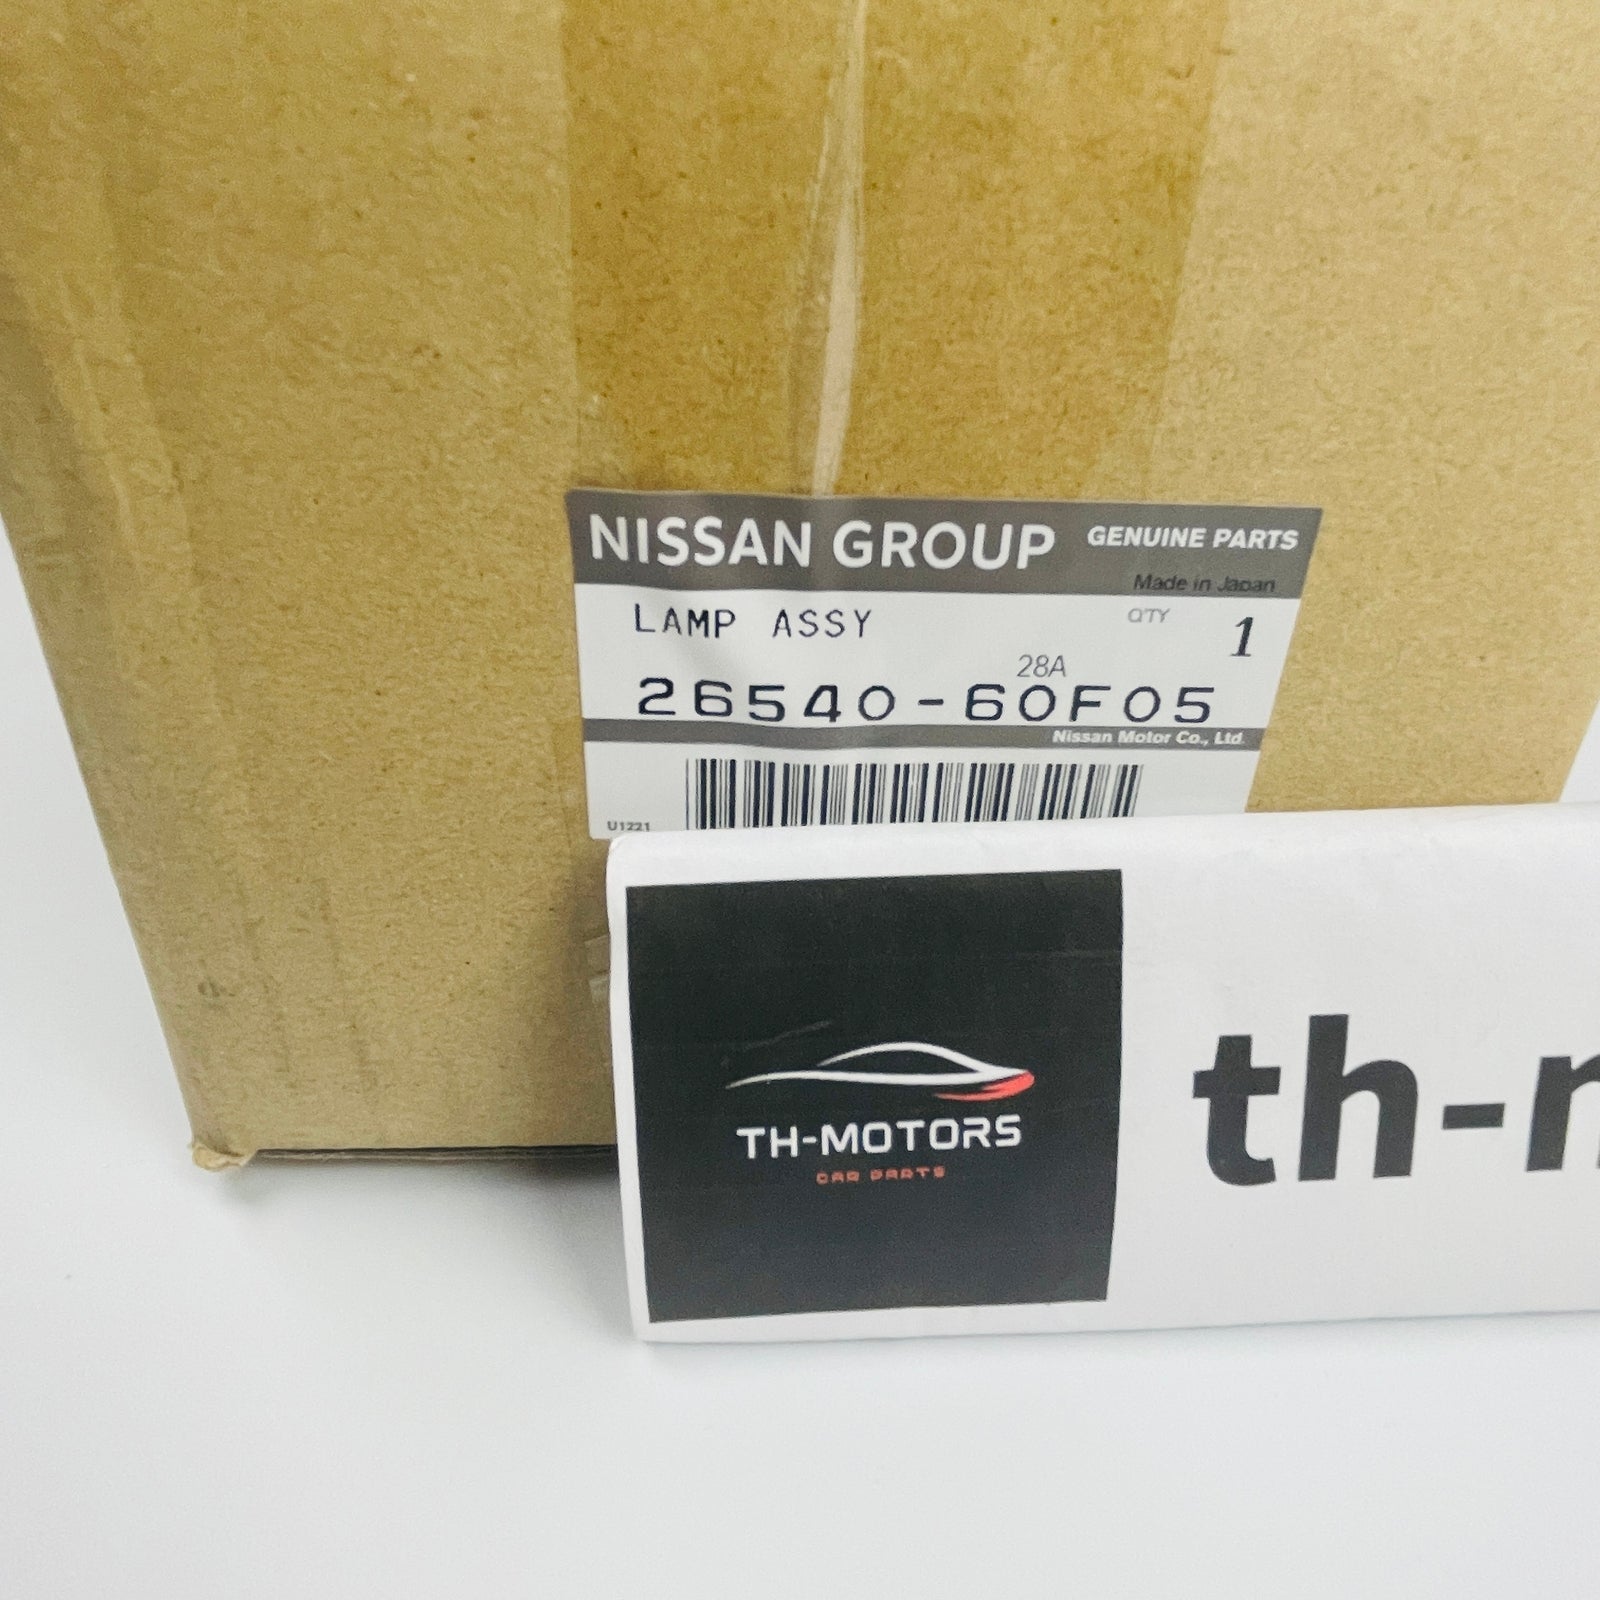 NISSAN GROUP GENUINE PARTS
Made in Japan
LAMP ASSY Q'TY 1
28A
26540-60F05
Nissan Motor Co., Ltd.
U1221
TH-MOTORS
CAR PARTS
th-